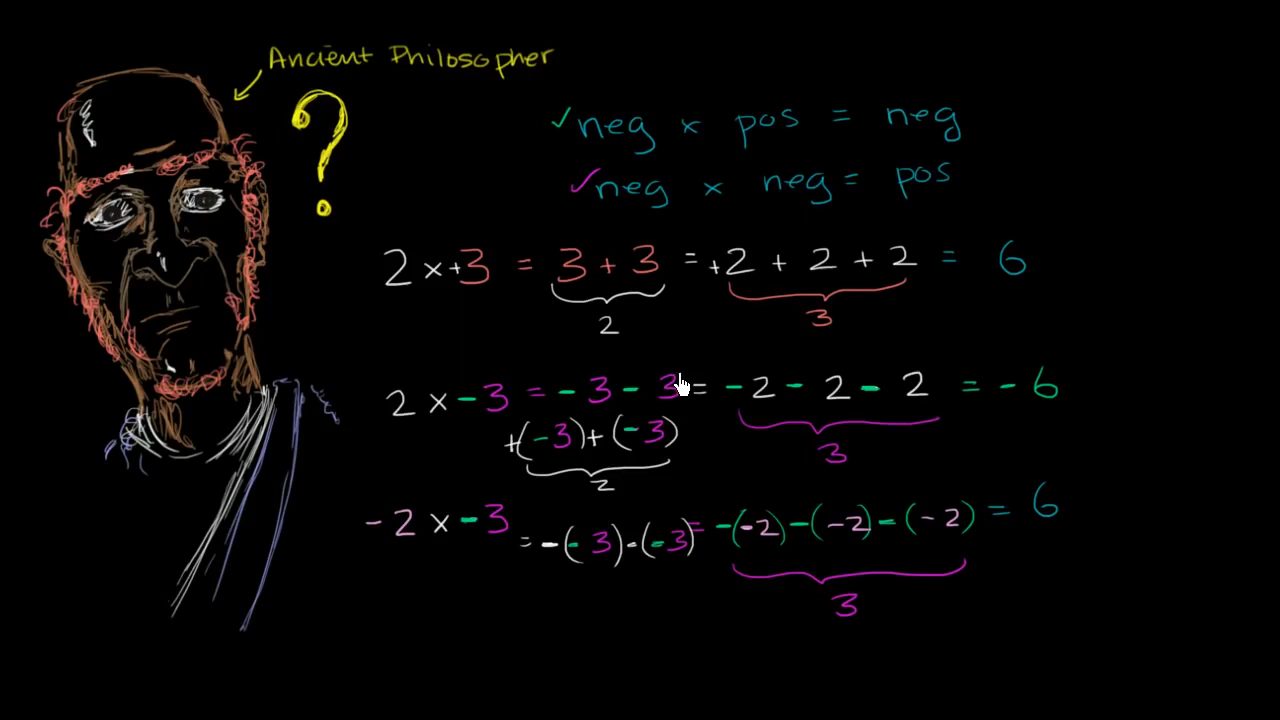 Ancient Philosopher
?
✓ neg x pos = neg
✓ neg x neg = pos
2 x +3 = 3 + 3 = +2 + 2 + 2 = 6
2
3
2 x -3 = -3 - 3 = -2 - 2 - 2 = -6
+(-3)+(-3)
3
2
-2 x -3 = -(-3)-(-3) = -(-2)-(-2)-(-2) = 6
3